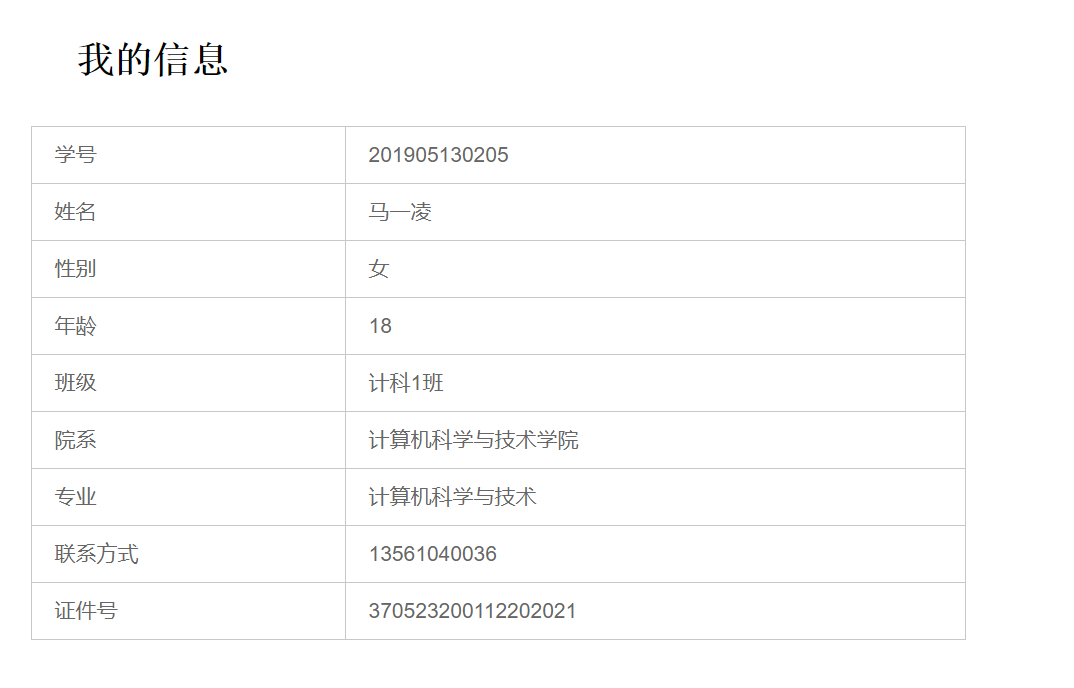 我的信息
学号 201905130205
姓名 马一凌
性别 女
年龄 18
班级 计科1班
院系 计算机科学与技术学院
专业 计算机科学与技术
联系方式 13561040036
证件号 370523200112202021